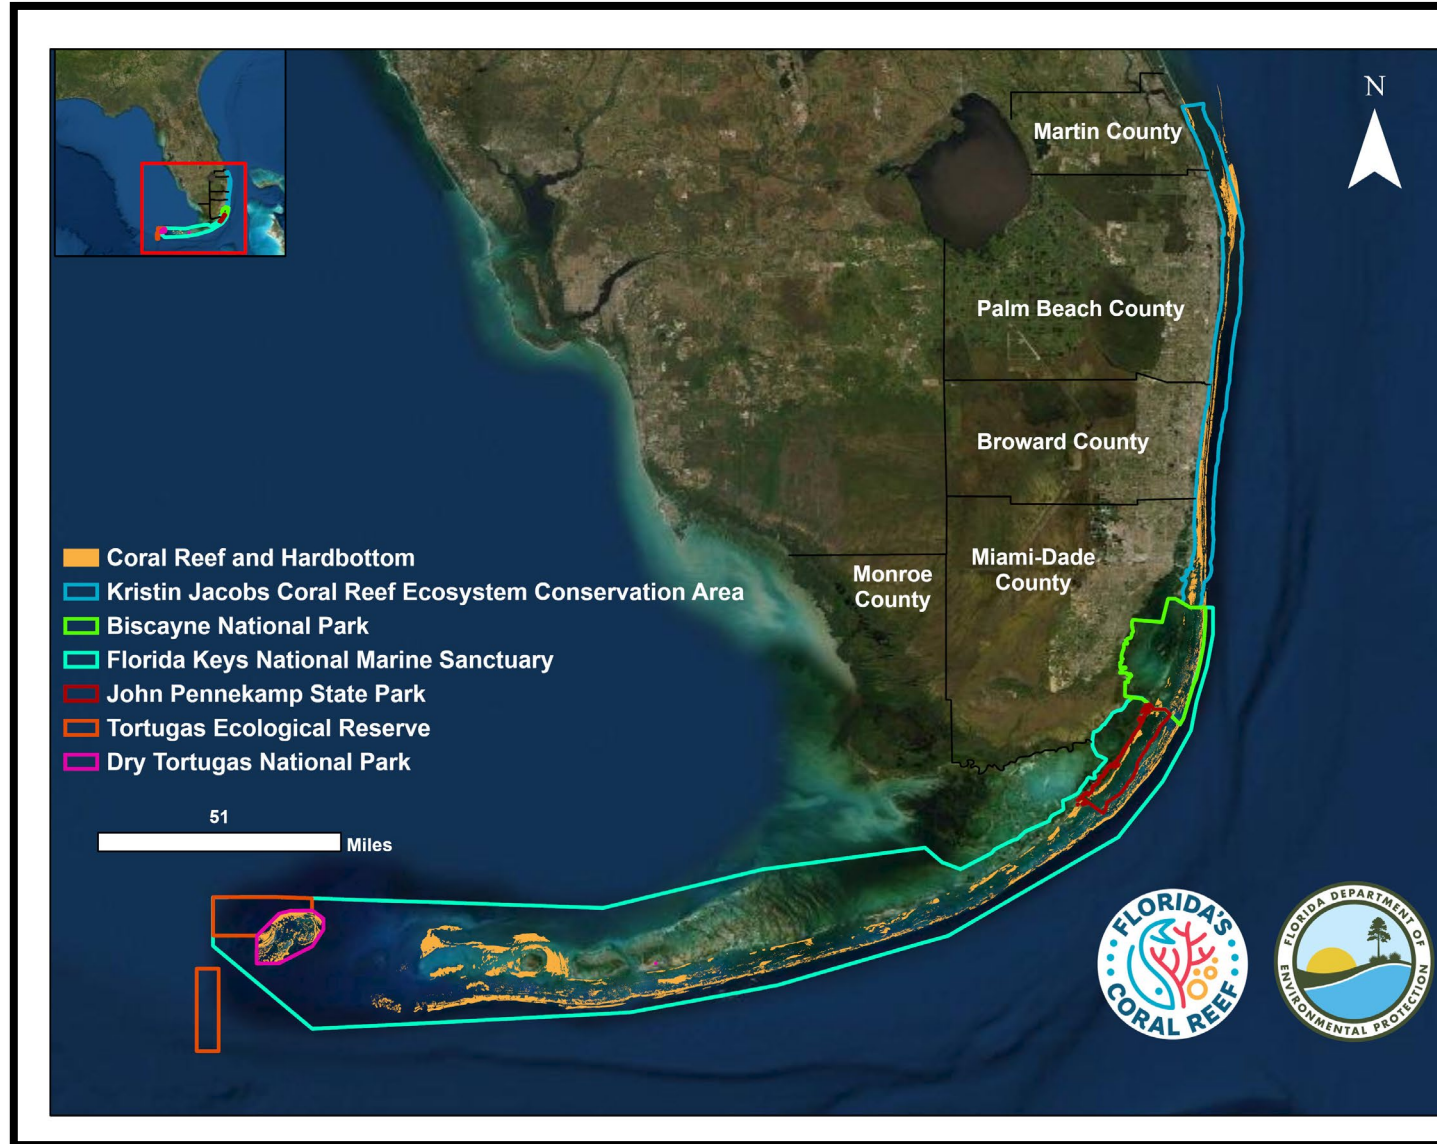 N
Martin County
Palm Beach County
Broward County
Miami-Dade
County
Monroe
County
Coral Reef and Hardbottom
Kristin Jacobs Coral Reef Ecosystem Conservation Area
Biscayne National Park
Florida Keys National Marine Sanctuary
John Pennekamp State Park
Tortugas Ecological Reserve
Dry Tortugas National Park
51
Miles
FLORIDA'S
CORAL REEF
FLORIDA DEPARTMENT OF
ENVIRONMENTAL PROTECTION